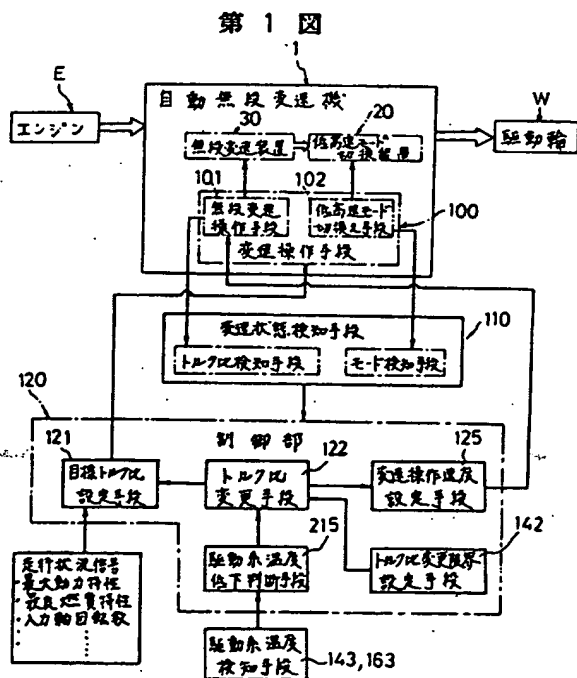 第1図
1
E
エンジン
自動無段変速機
30
20
無段変速装置
低高速モード
切換装置
W
駆動輪
101
102
無段変速
操作手段
低高速モード
切換え手段
100
変速操作手段
変速状態検知手段
110
トルク比検知手段
モード検知手段
120
制御部
121
122
125
目標トルク比
設定手段
トルク比
変更手段
変速操作速度
設定手段
215
142
駆動系温度
低下判断手段
トルク比変更限界
設定手段
走行状況信号
・最大動力特性
・最良燃費特性
・入力軸回転数
駆動系温度
検知手段
143,163